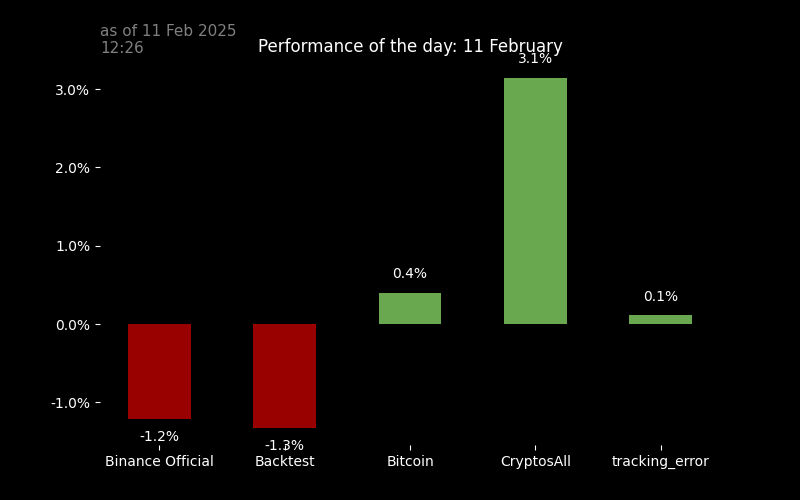 as of 11 Feb 2025
12:26
Performance of the day: 11 February
3.1%
3.0%
2.0%
1.0%
0.4%
0.1%
0.0%
-1.0%
-1.2%
-1.3%
Binance Official
Backtest
Bitcoin
CryptosAll
tracking_error